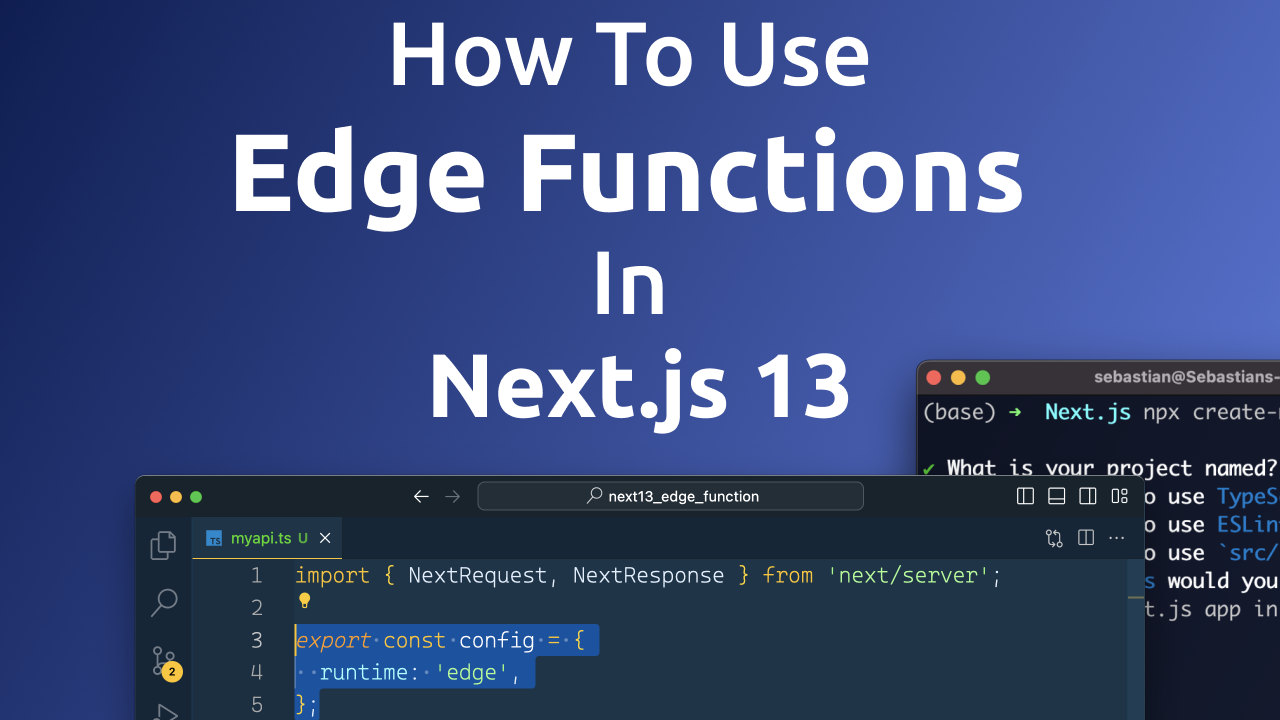 How To Use
Edge Functions
In
Next.js 13
sebastian@Sebastians-
(base) ➜ Next.js npx create-
✔ What is your project named?
o use TypeS
o use ESLin
o use `src/
would you
t.js app in
next13_edge_function
TS myapi.ts U
1 import { NextRequest, NextResponse } from 'next/server';
2
3 export const config = {
4 runtime: 'edge',
5 };
2